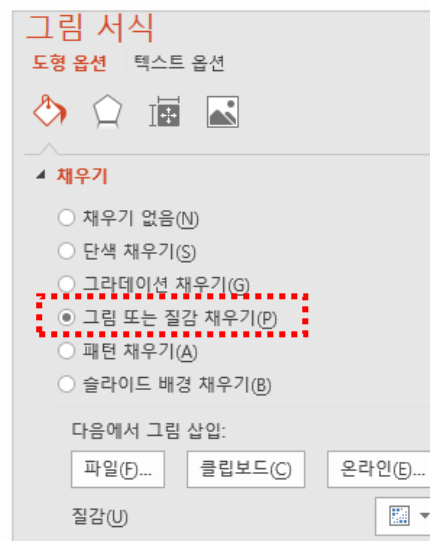 그림 서식
도형 옵션 텍스트 옵션
채우기
채우기 없음(N)
단색 채우기(S)
그라데이션 채우기(G)
그림 또는 질감 채우기(P)
패턴 채우기(A)
슬라이드 배경 채우기(B)
다음에서 그림 삽입:
파일(F)... 클립보드(C) 온라인(E)...
질감(U)